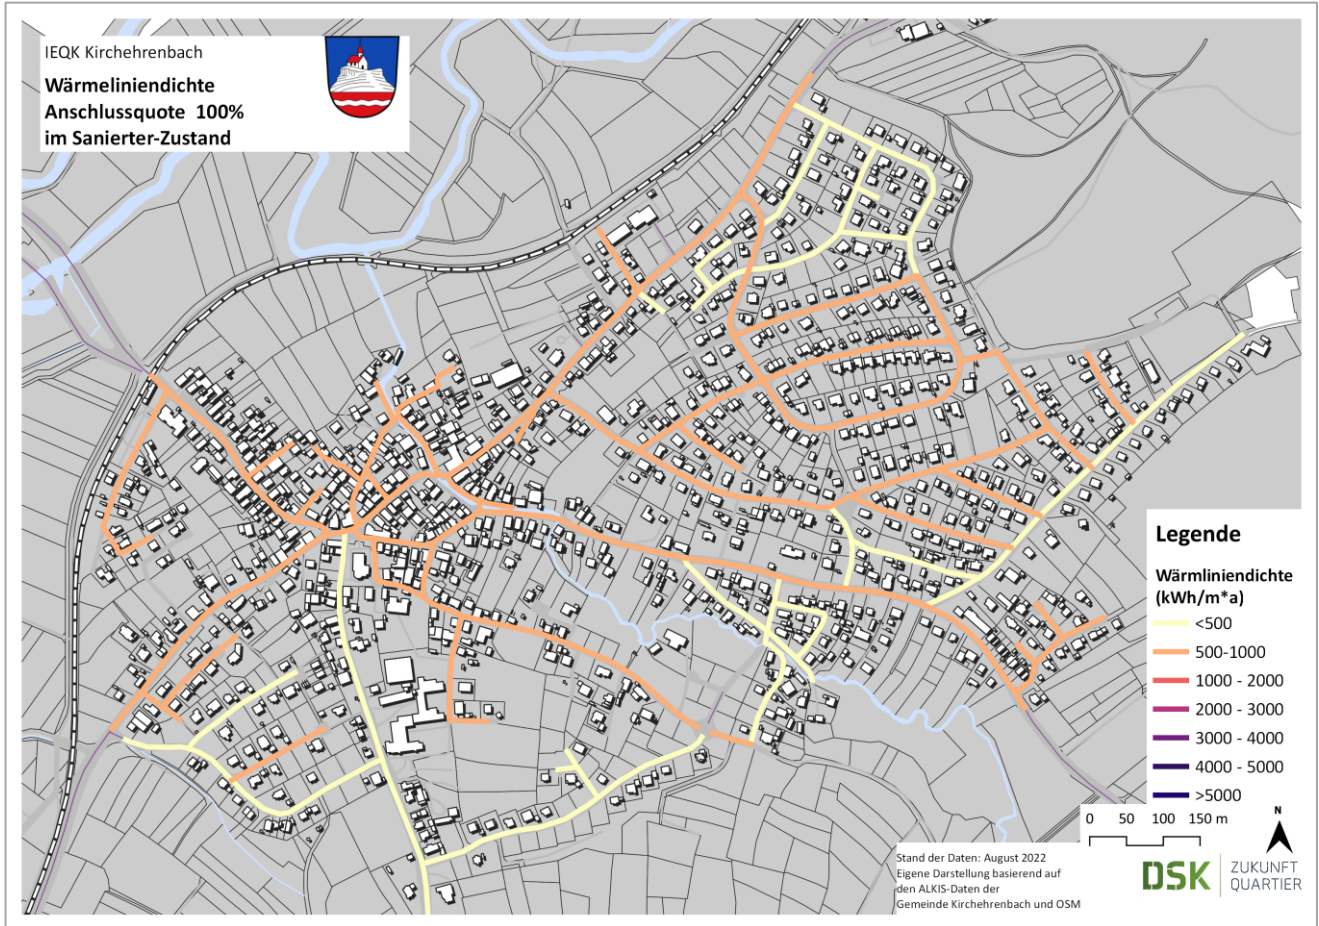 IEQK Kirchehrenbach
Wärmeliniendichte
Anschlussquote 100%
im Sanierter-Zustand
Legende
Wärmliniendichte
(kWh/m*a)
<500
500-1000
1000 - 2000
2000 - 3000
3000 - 4000
4000 - 5000
>5000
0 50 100 150 m
N
Stand der Daten: August 2022
Eigene Darstellung basierend auf
den ALKIS-Daten der
Gemeinde Kirchehrenbach und OSM
DSK
ZUKUNFT
QUARTIER